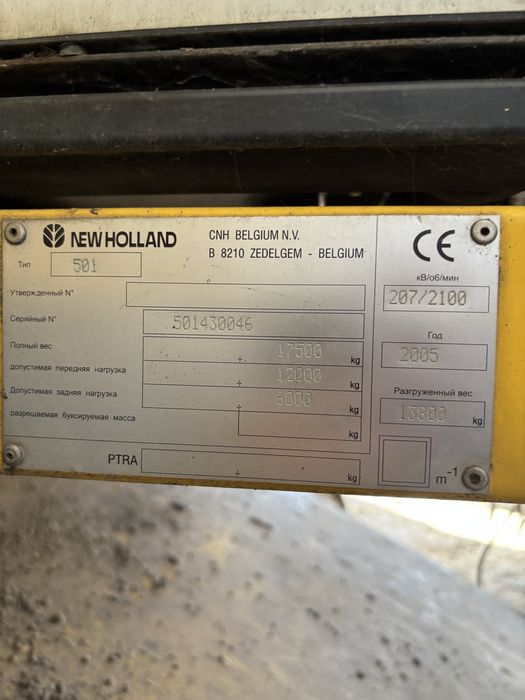 NEW HOLLAND
CNH BELGIUM N.V.
B 8210 ZEDELGEM - BELGIUM
CE
Тип 501
кВ/об/мин
207/2100
Утвержденный N°
Серийный N° 501430046
Год
2005
Полный вес 17500 kg
допустимая передняя нагрузка 12000 kg
Допустимая задняя нагрузка 6000 kg
разрешаемая буксируемая масса kg
Разгруженный вес
13800 kg
PTRA kg
m⁻¹